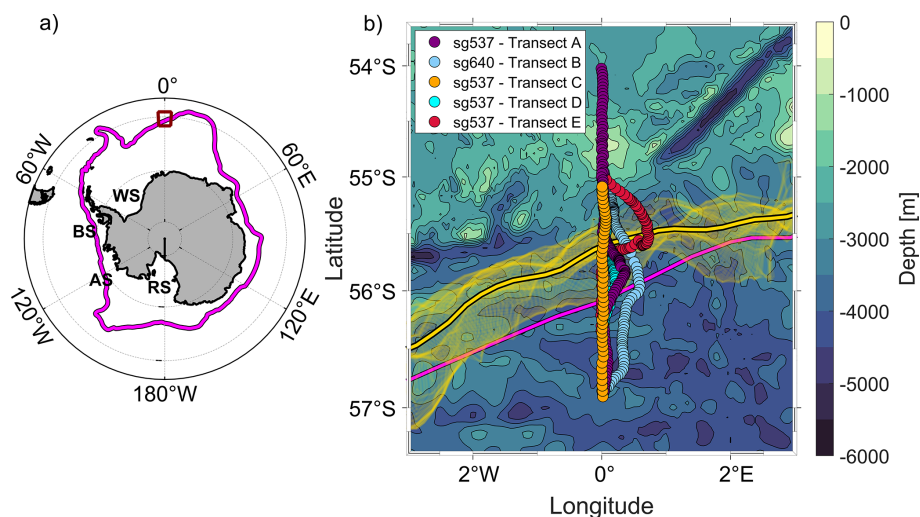 a)
0°
60°W
60°E
WS
BS
AS
RS
120°W
120°E
180°W
b)
sg537 - Transect A
sg640 - Transect B
sg537 - Transect C
sg537 - Transect D
sg537 - Transect E
54°S
55°S
56°S
57°S
Latitude
2°W
0°
2°E
Longitude
0
-1000
-2000
-3000
-4000
-5000
-6000
Depth [m]